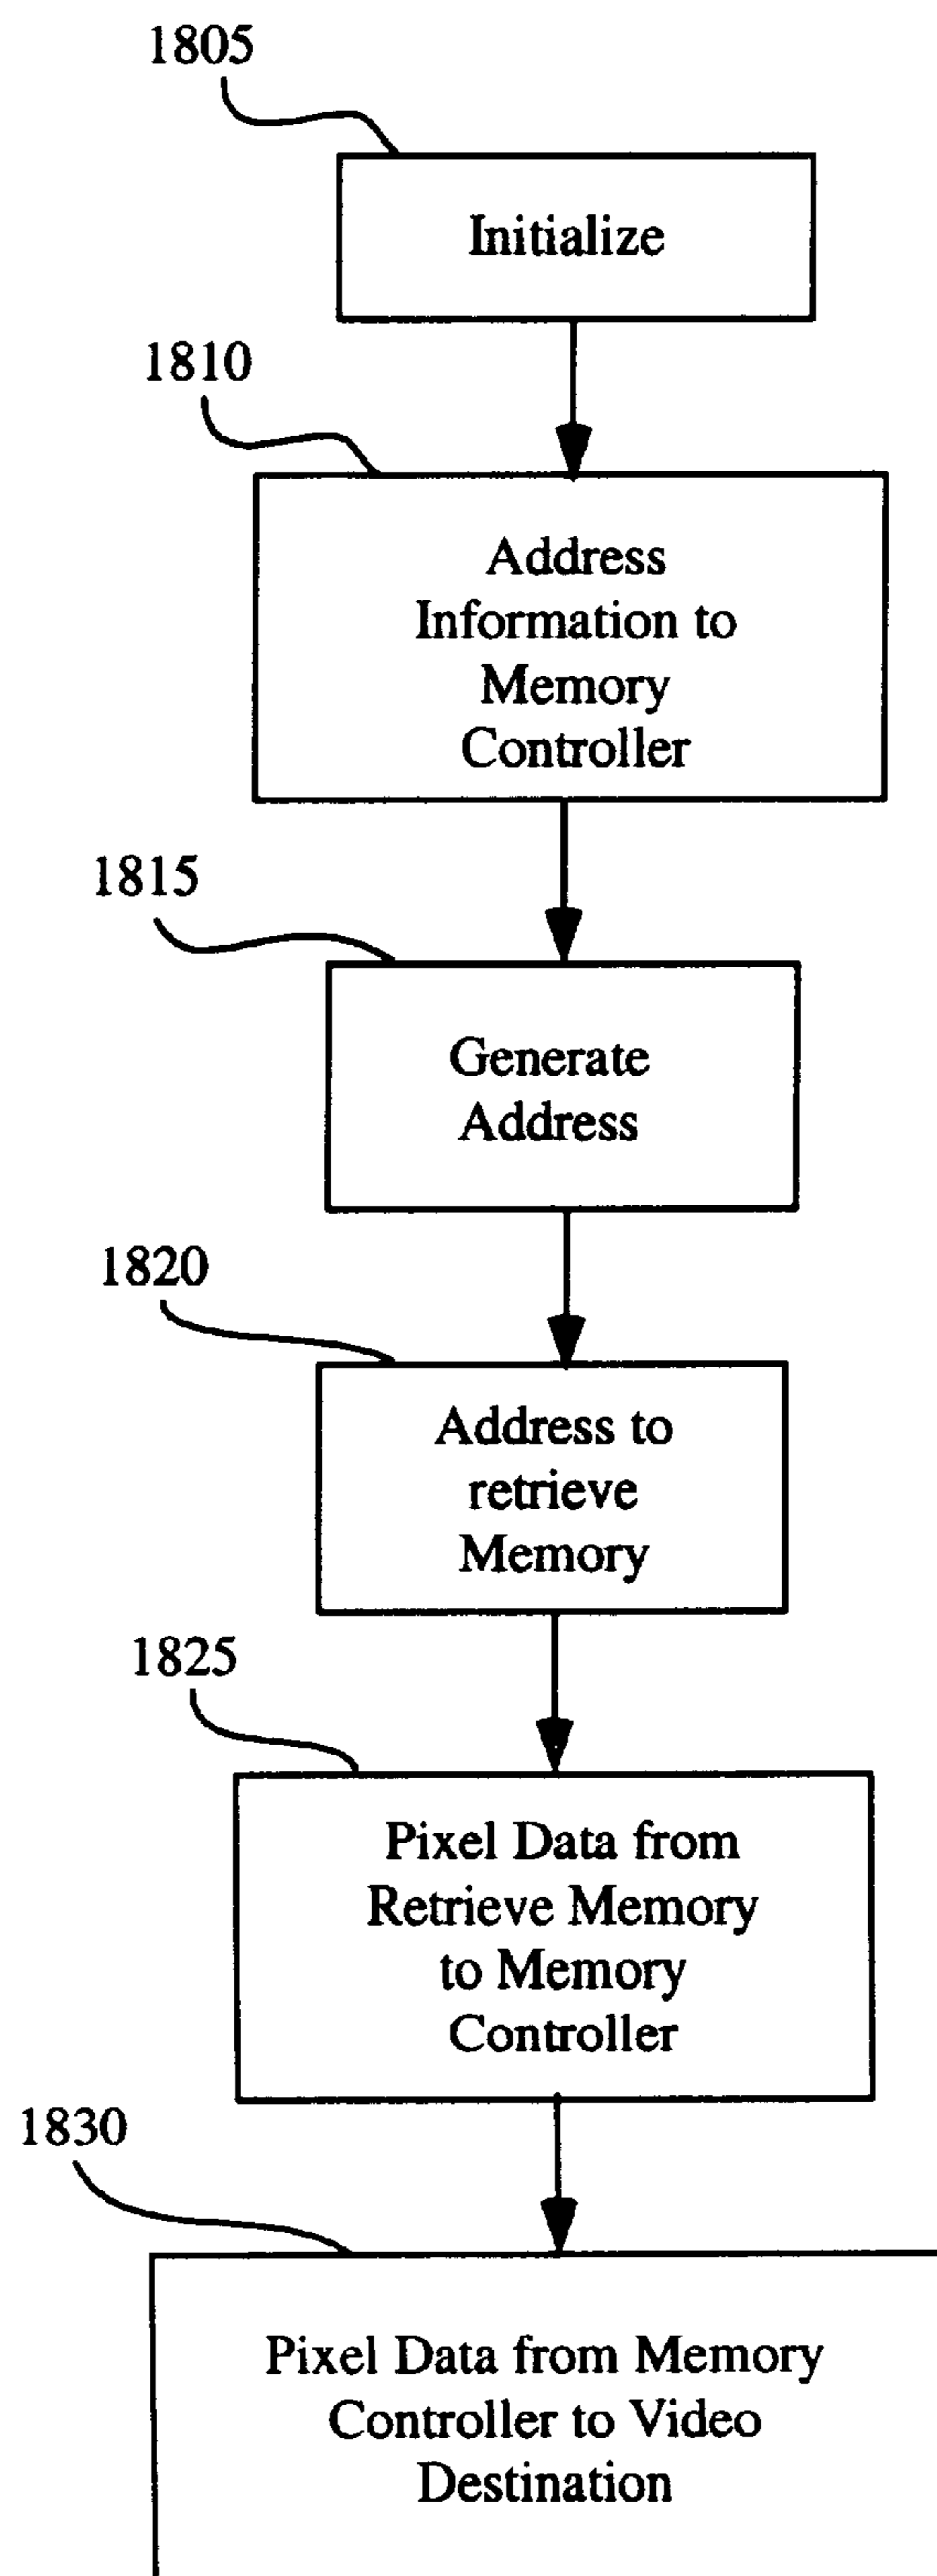 1805
Initialize
1810
Address
Information to
Memory
Controller
1815
Generate
Address
1820
Address to
retrieve
Memory
1825
Pixel Data from
Retrieve Memory
to Memory
Controller
1830
Pixel Data from Memory
Controller to Video
Destination